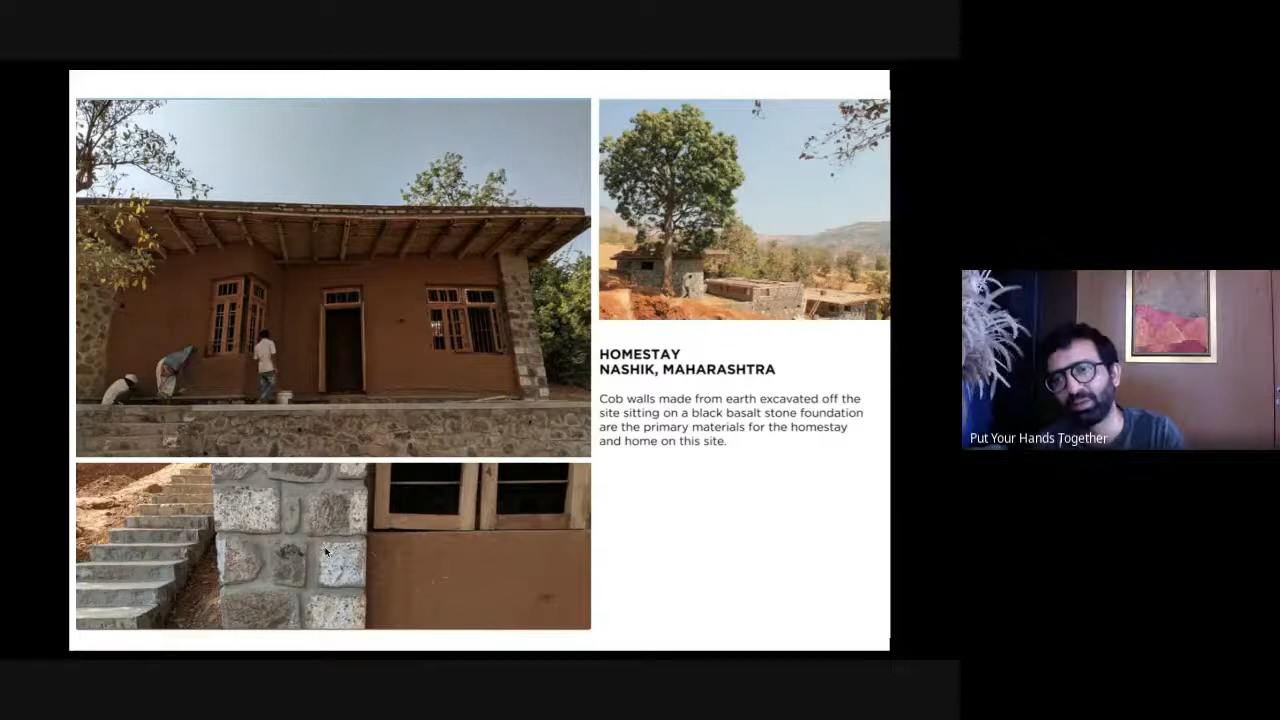 HOMESTAY
NASHIK, MAHARASHTRA
Cob walls made from earth excavated off the
site sitting on a black basalt stone foundation
are the primary materials for the homestay
and home on this site.
Put Your Hands Together